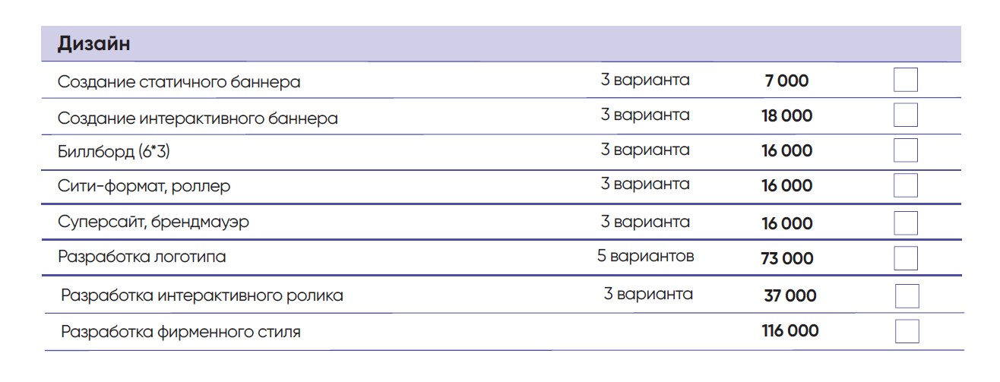 Дизайн
Создание статичного баннера 3 варианта 7 000
Создание интерактивного баннера 3 варианта 18 000
Биллборд (6*3) 3 варианта 16 000
Сити-формат, роллер 3 варианта 16 000
Суперсайт, брендмауэр 3 варианта 16 000
Разработка логотипа 5 вариантов 73 000
Разработка интерактивного ролика 3 варианта 37 000
Разработка фирменного стиля 116 000